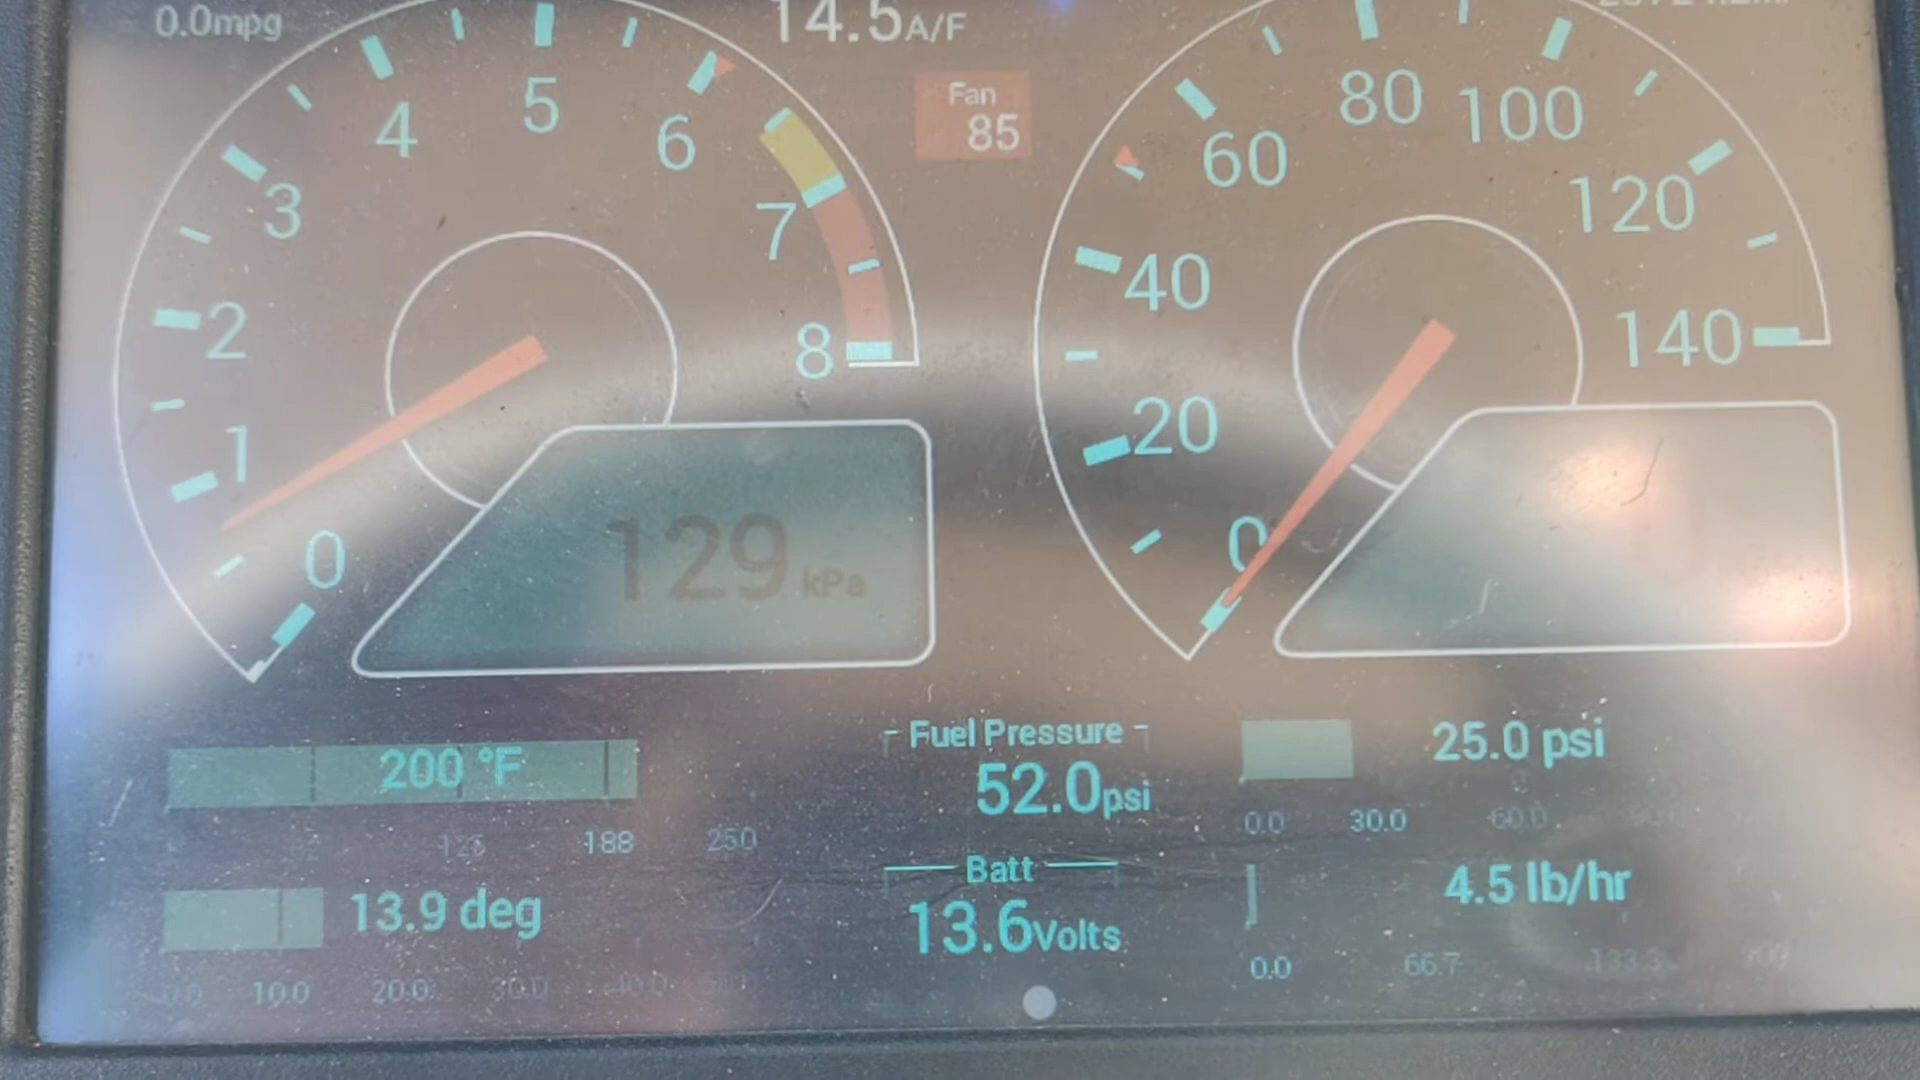 0.0mpg
14.5A/F
Fan
85
0
1
2
3
4
5
6
7
8
129 kPa
0
20
40
60
80
100
120
140
200 °F
188
250
Fuel Pressure
52.0psi
25.0 psi
0.0
30.0
60.0
13.9 deg
10.0
20.0
30.0
Batt
13.6Volts
4.5 lb/hr
0.0
66.7
133.3